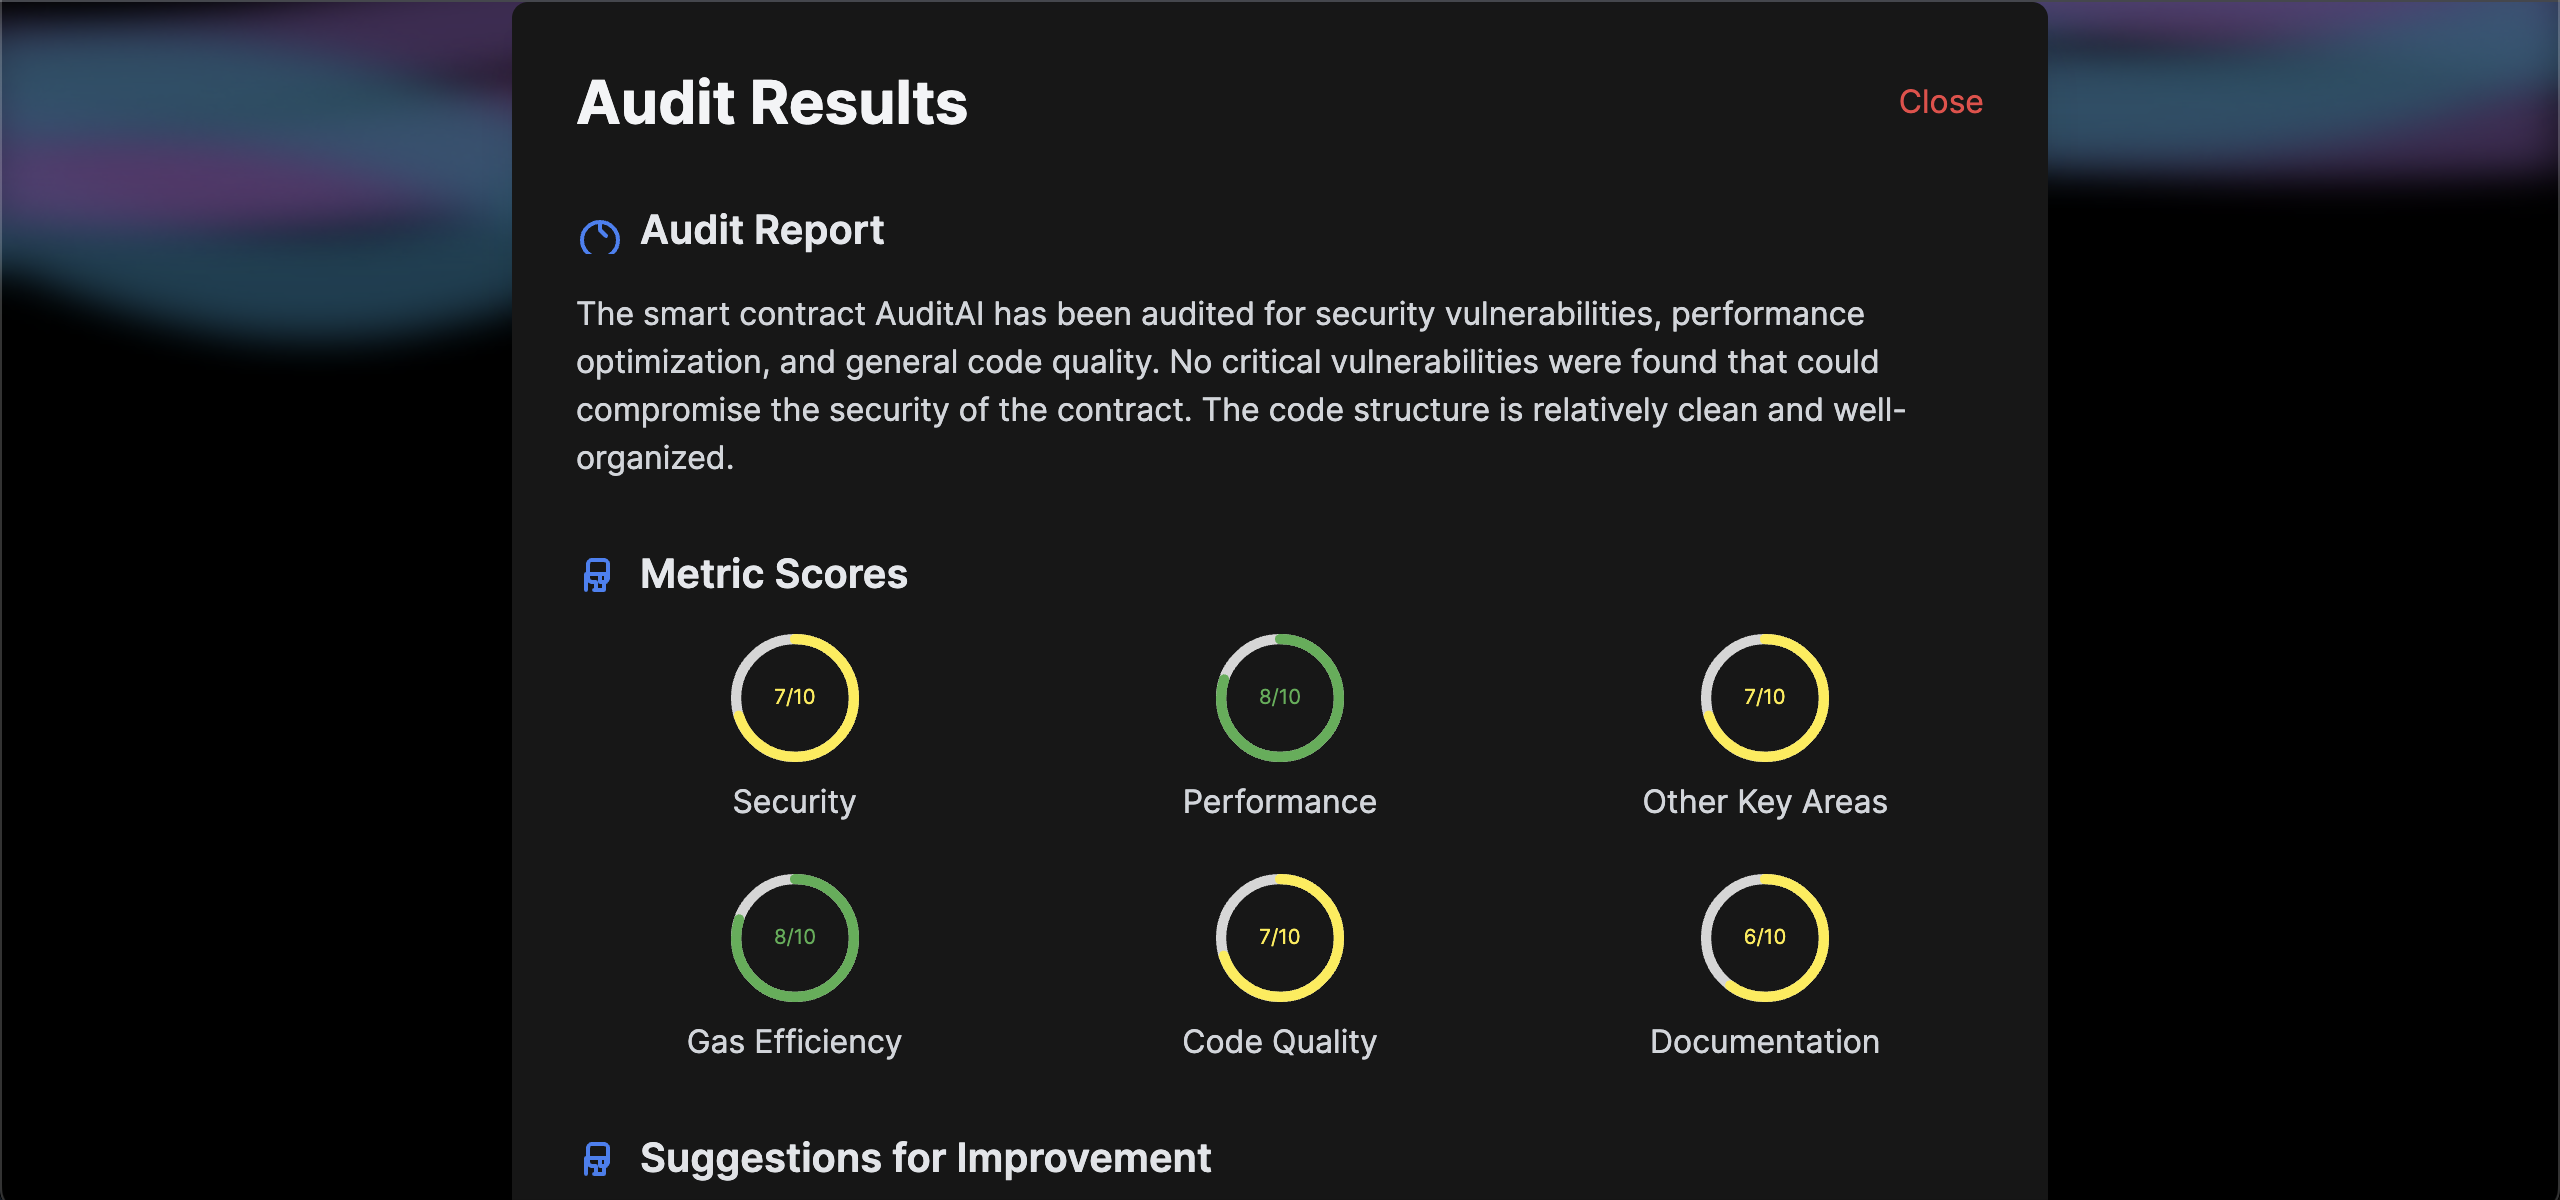 Audit Results
Close
Audit Report
The smart contract AuditAI has been audited for security vulnerabilities, performance
optimization, and general code quality. No critical vulnerabilities were found that could
compromise the security of the contract. The code structure is relatively clean and well-
organized.
Metric Scores
7/10
8/10
7/10
Security
Performance
Other Key Areas
8/10
7/10
6/10
Gas Efficiency
Code Quality
Documentation
Suggestions for Improvement